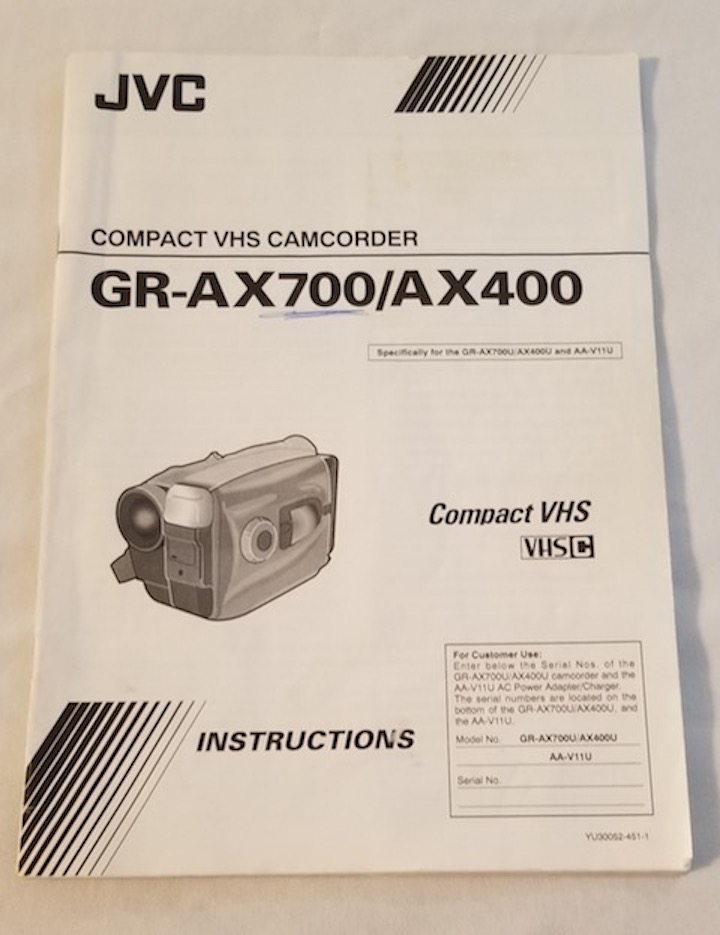 JVC
COMPACT VHS CAMCORDER
GR-AX700/AX400
Specifically for the GR-AX700U/AX400U and AA-V11U
Compact VHS
VHS C
For Customer Use:
Enter below the Serial Nos. of the
GR-AX700U/AX400U camcorder and the
AA-V11U AC Power Adapter/Charger.
The serial numbers are located on the
bottom of the GR-AX700U/AX400U, and
the AA-V11U.
Model No. GR-AX700U/AX400U
AA-V11U
Serial No.
INSTRUCTIONS
YU30052-451-1